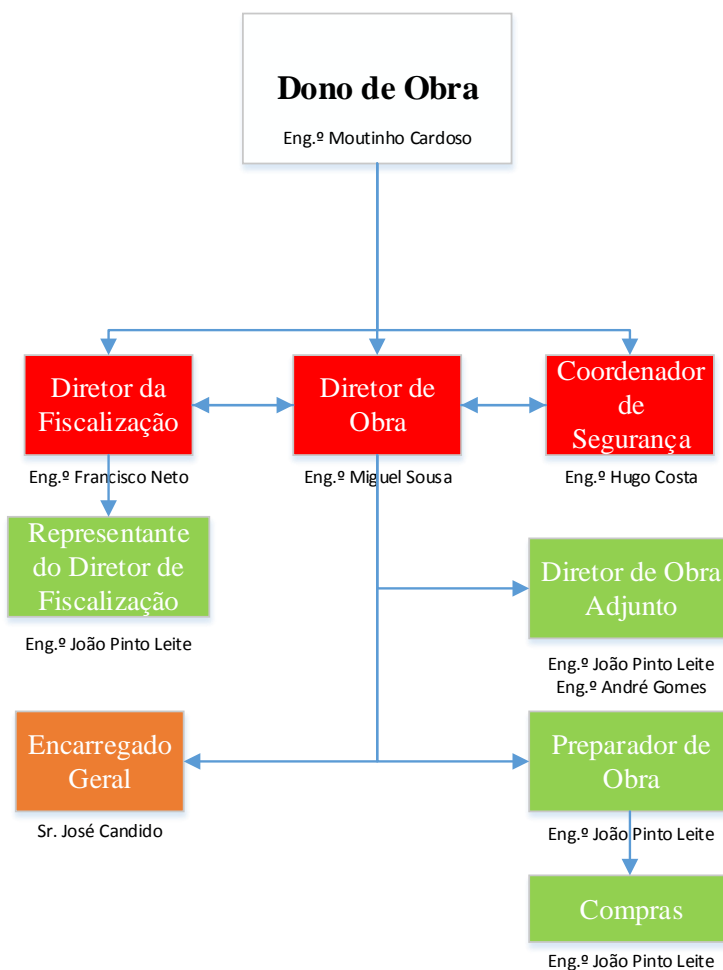 Dono de Obra
Eng.º Moutinho Cardoso
Diretor da
Fiscalização
Eng.º Francisco Neto
Diretor de
Obra
Eng.º Miguel Sousa
Coordenador
de
Segurança
Eng.º Hugo Costa
Representante
do Diretor de
Fiscalização
Eng.º João Pinto Leite
Diretor de Obra
Adjunto
Eng.º João Pinto Leite
Eng.º André Gomes
Encarregado
Geral
Sr. José Candido
Preparador de
Obra
Eng.º João Pinto Leite
Compras
Eng.º João Pinto Leite